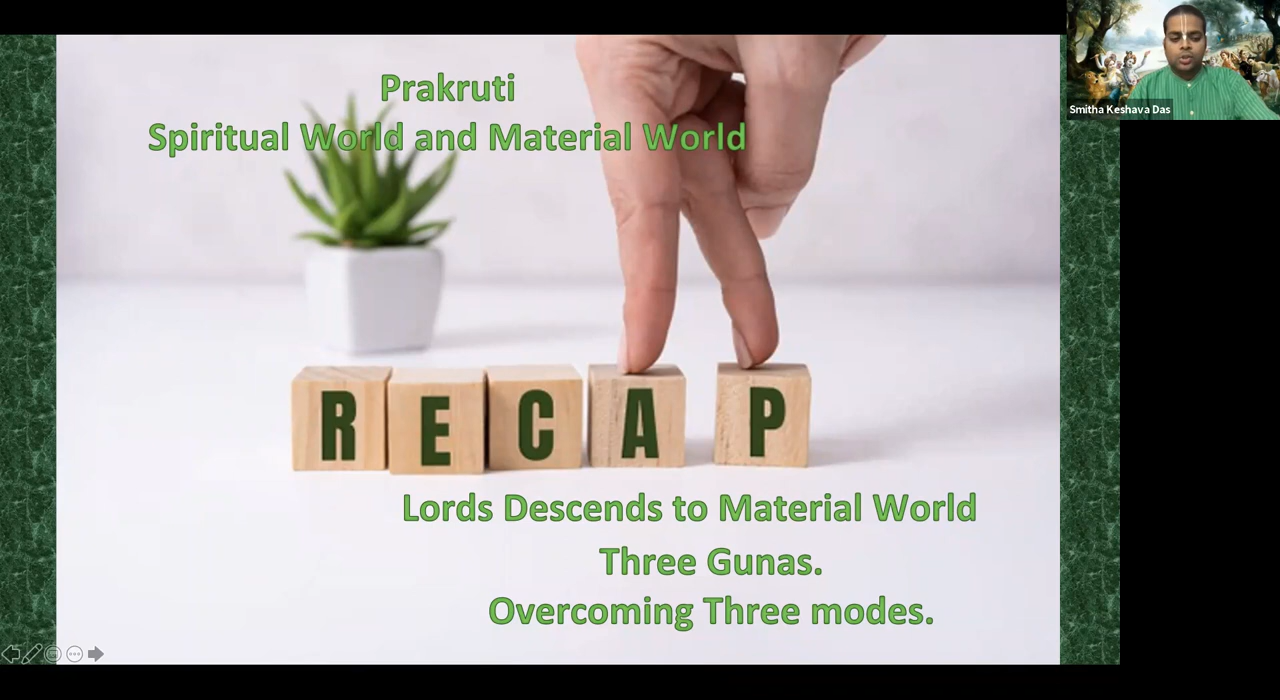 Prakruti
Spiritual World and Material World
Smitha Keshava Das
RECAP
Lords Descends to Material World
Three Gunas.
Overcoming Three modes.